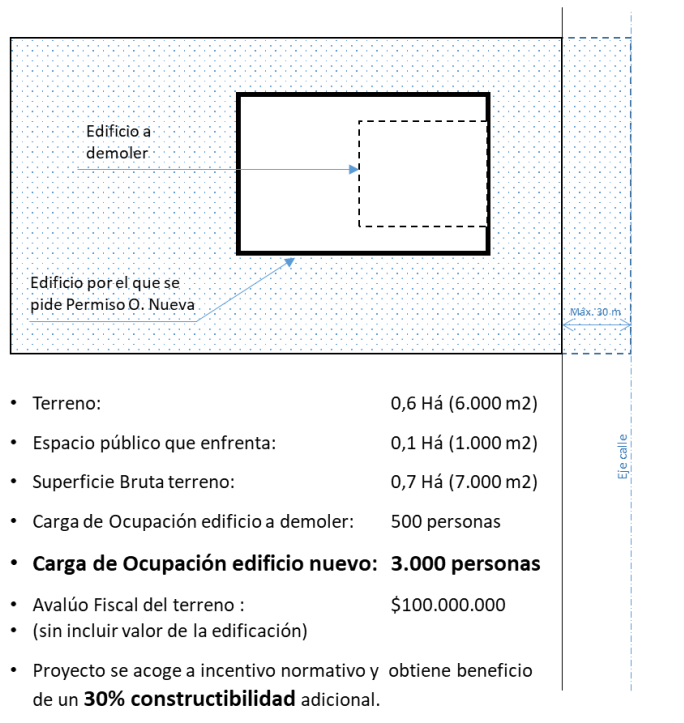 Edificio a
demoler
Edificio por el que se
pide Permiso O. Nueva
Máx. 30 m
Eje calle
• Terreno: 0,6 Há (6.000 m2)
• Espacio público que enfrenta: 0,1 Há (1.000 m2)
• Superficie Bruta terreno: 0,7 Há (7.000 m2)
• Carga de Ocupación edificio a demoler: 500 personas
• Carga de Ocupación edificio nuevo: 3.000 personas
• Avalúo Fiscal del terreno : $100.000.000
• (sin incluir valor de la edificación)
• Proyecto se acoge a incentivo normativo y obtiene beneficio
de un 30% constructibilidad adicional.